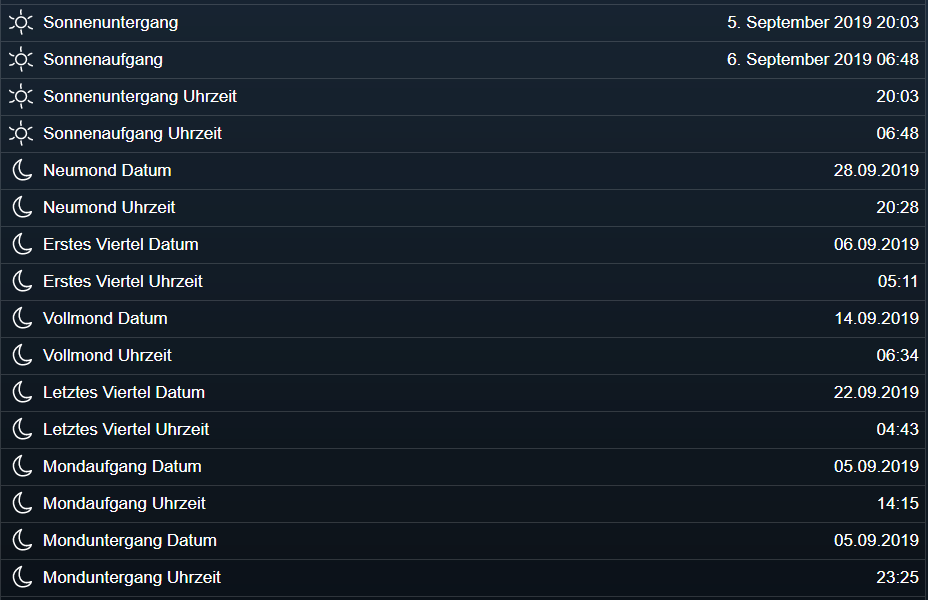 Sonnenuntergang 5. September 2019 20:03
Sonnenaufgang 6. September 2019 06:48
Sonnenuntergang Uhrzeit 20:03
Sonnenaufgang Uhrzeit 06:48
Neumond Datum 28.09.2019
Neumond Uhrzeit 20:28
Erstes Viertel Datum 06.09.2019
Erstes Viertel Uhrzeit 05:11
Vollmond Datum 14.09.2019
Vollmond Uhrzeit 06:34
Letztes Viertel Datum 22.09.2019
Letztes Viertel Uhrzeit 04:43
Mondaufgang Datum 05.09.2019
Mondaufgang Uhrzeit 14:15
Monduntergang Datum 05.09.2019
Monduntergang Uhrzeit 23:25